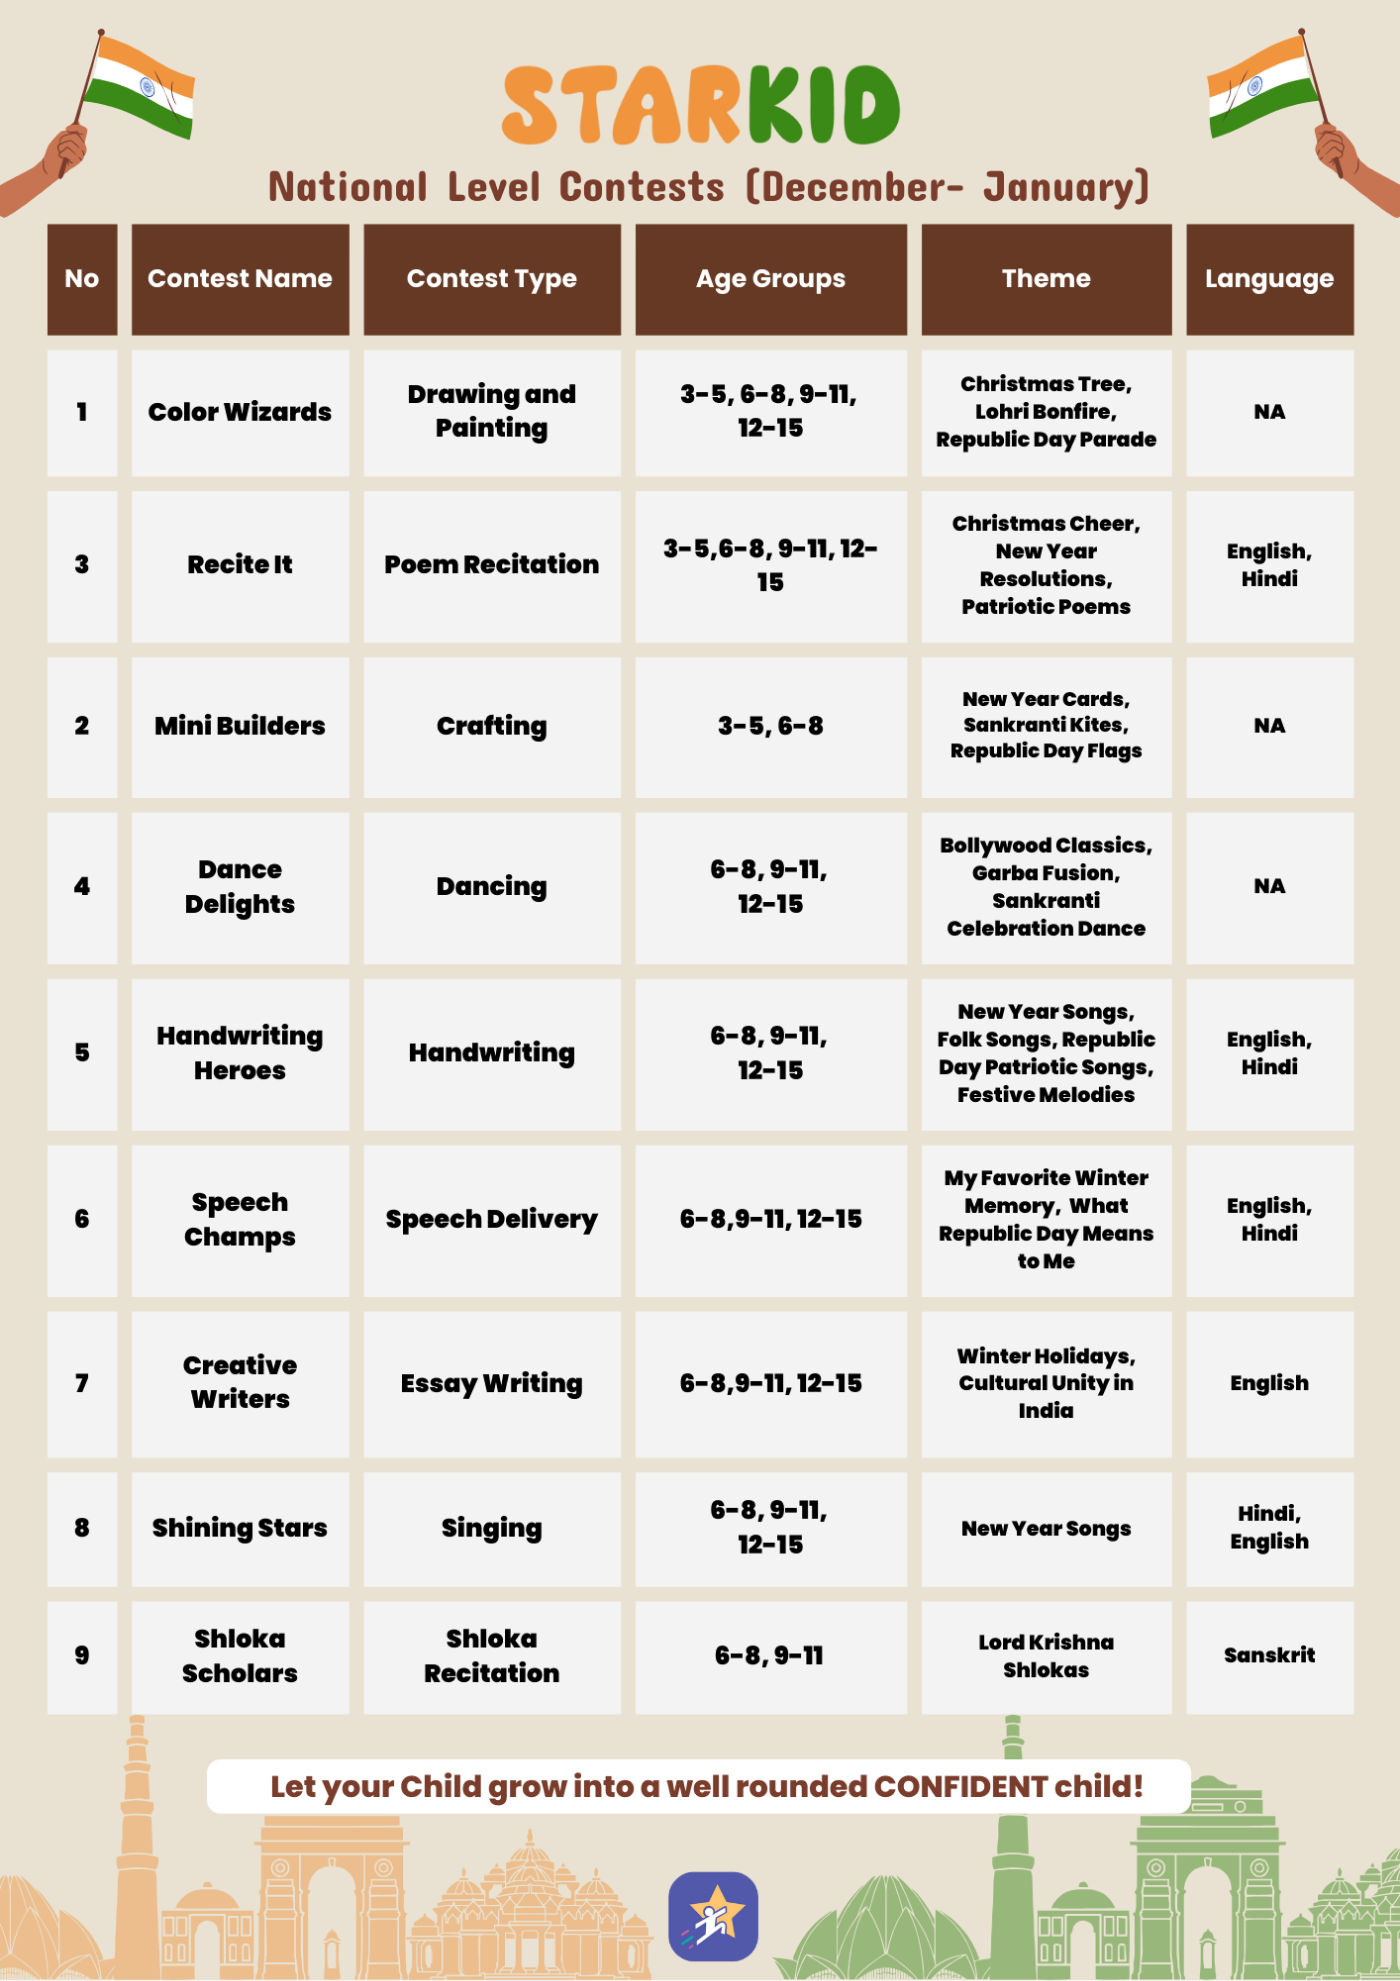 STARKID
National Level Contests (December- January)
No
Contest Name
Contest Type
Age Groups
Theme
Language
1
Color Wizards
Drawing and
Painting
3-5, 6-8, 9-11,
12-15
Christmas Tree,
Lohri Bonfire,
Republic Day Parade
NA
3
Recite It
Poem Recitation
3-5,6-8, 9-11, 12-
15
Christmas Cheer,
New Year
Resolutions,
Patriotic Poems
English,
Hindi
2
Mini Builders
Crafting
3-5, 6-8
New Year Cards,
Sankranti Kites,
Republic Day Flags
NA
4
Dance
Delights
Dancing
6-8, 9-11,
12-15
Bollywood Classics,
Garba Fusion,
Sankranti
Celebration Dance
NA
5
Handwriting
Heroes
Handwriting
6-8, 9-11,
12-15
New Year Songs,
Folk Songs, Republic
Day Patriotic Songs,
Festive Melodies
English,
Hindi
6
Speech
Champs
Speech Delivery
6-8,9-11, 12-15
My Favorite Winter
Memory, What
Republic Day Means
to Me
English,
Hindi
7
Creative
Writers
Essay Writing
6-8,9-11, 12-15
Winter Holidays,
Cultural Unity in
India
English
8
Shining Stars
Singing
6-8, 9-11,
12-15
New Year Songs
Hindi,
English
9
Shloka
Scholars
Shloka
Recitation
6-8, 9-11
Lord Krishna
Shlokas
Sanskrit
Let your Child grow into a well rounded CONFIDENT child!